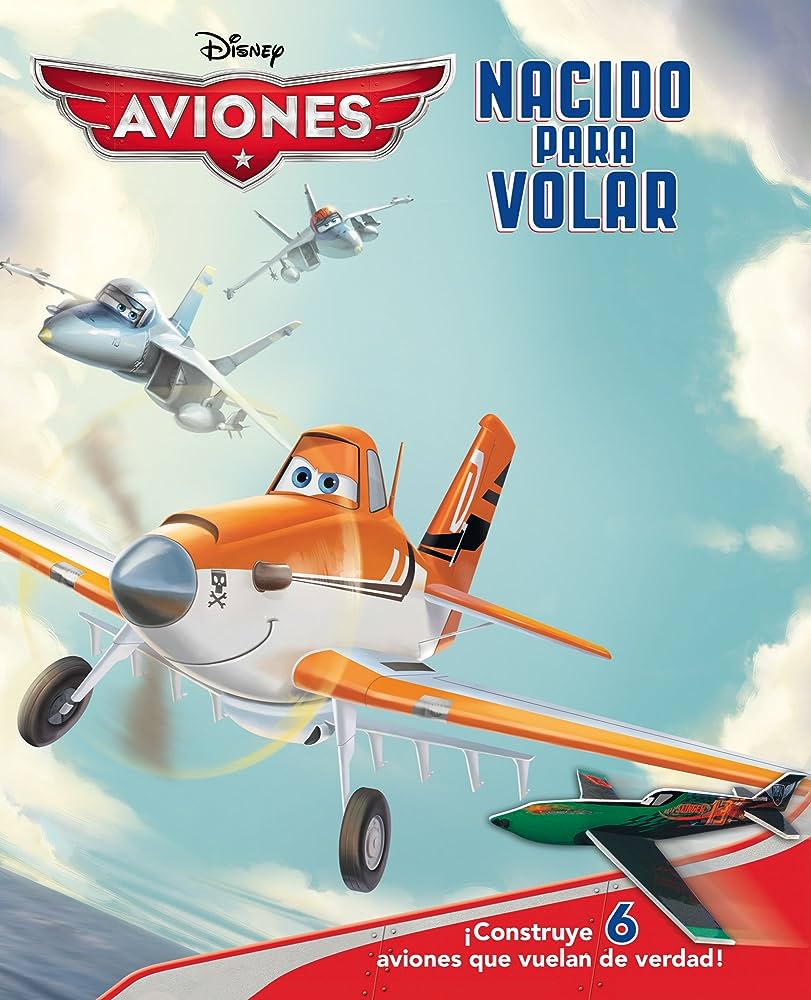 Disney
AVIONES
NACIDO
PARA
VOLAR
¡Construye 6
aviones que vuelan de verdad!